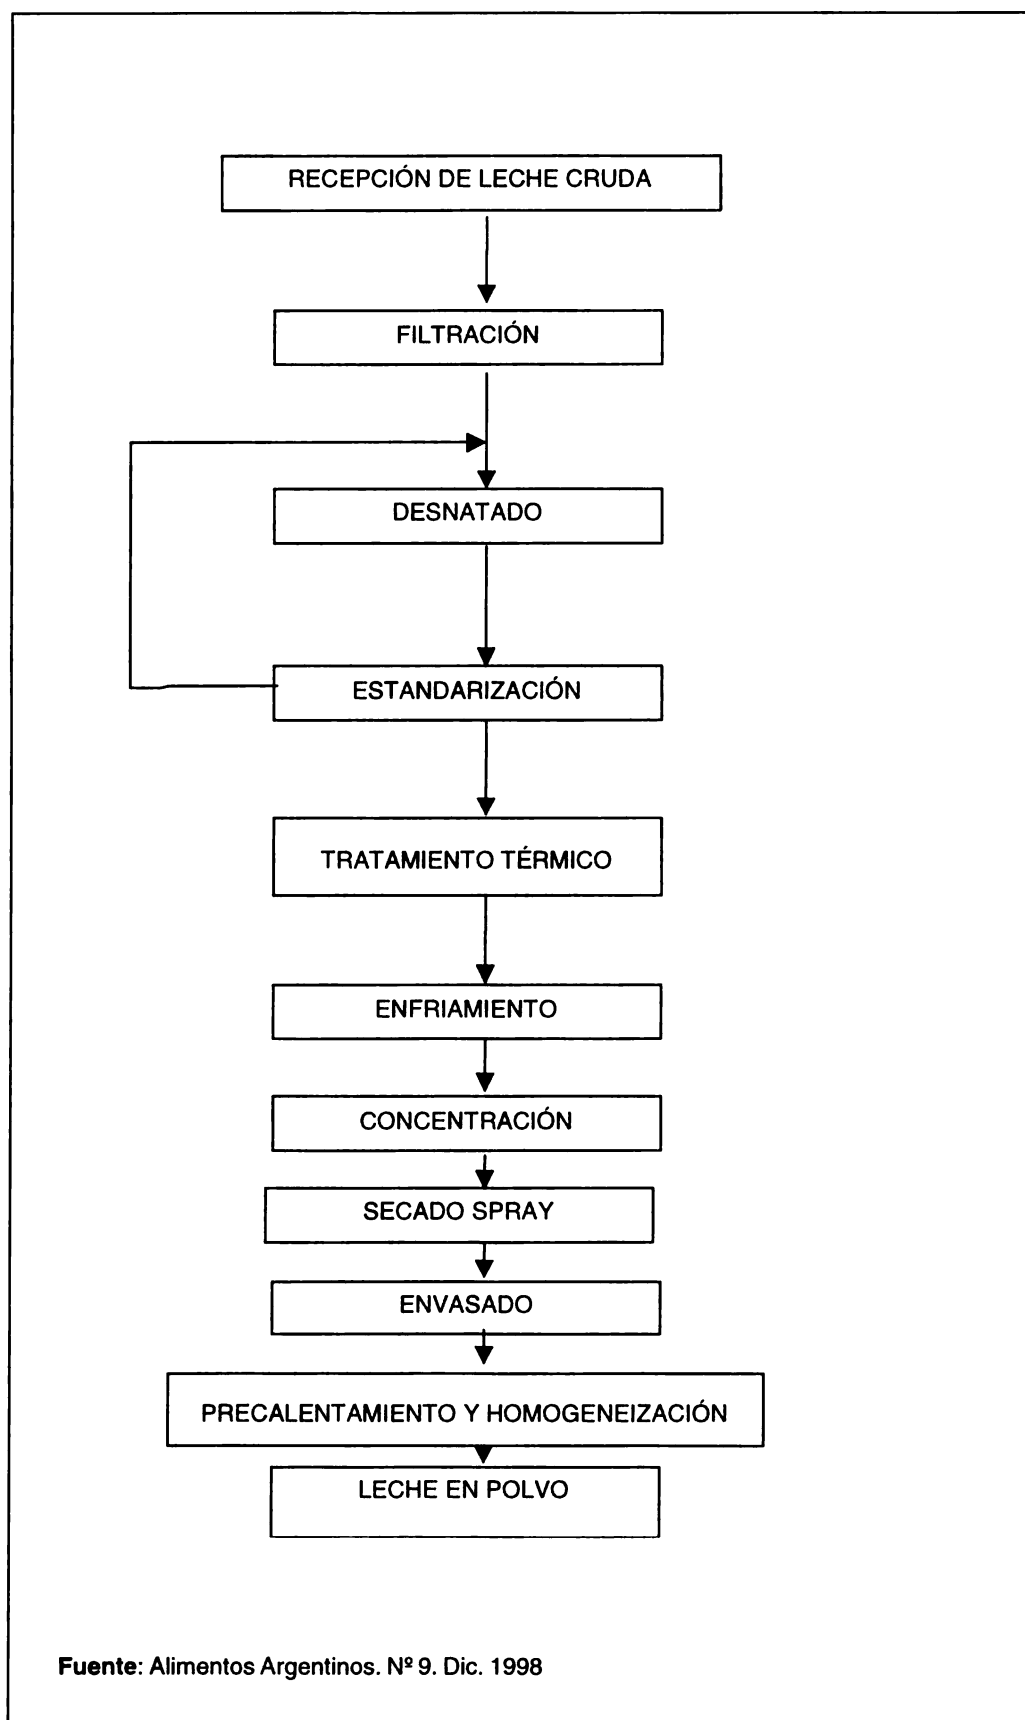 RECEPCIÓN DE LECHE CRUDA
FILTRACIÓN
DESNATADO
ESTANDARIZACIÓN
TRATAMIENTO TÉRMICO
ENFRIAMIENTO
CONCENTRACIÓN
SECADO SPRAY
ENVASADO
PRECALENTAMIENTO Y HOMOGENEIZACIÓN
LECHE EN POLVO
Fuente: Alimentos Argentinos. Nº 9. Dic. 1998